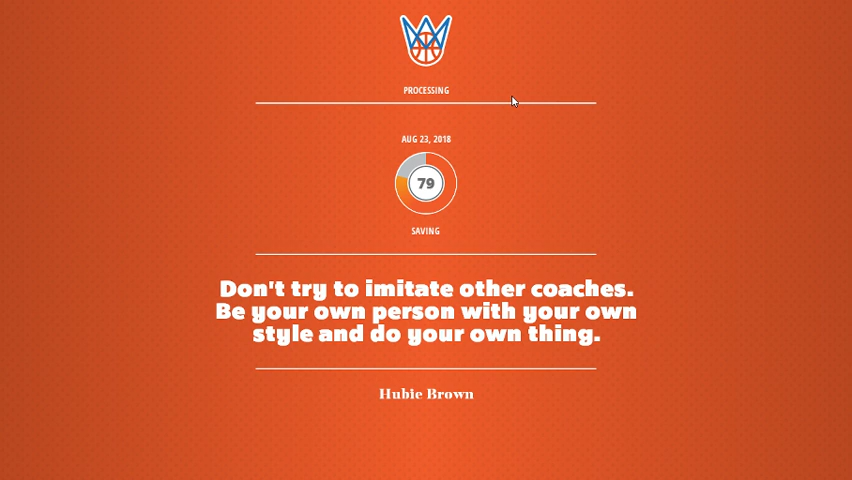 PROCESSING
AUG 23, 2018
79
SAVING
Don't try to imitate other coaches.
Be your own person with your own
style and do your own thing.
Hubie Brown